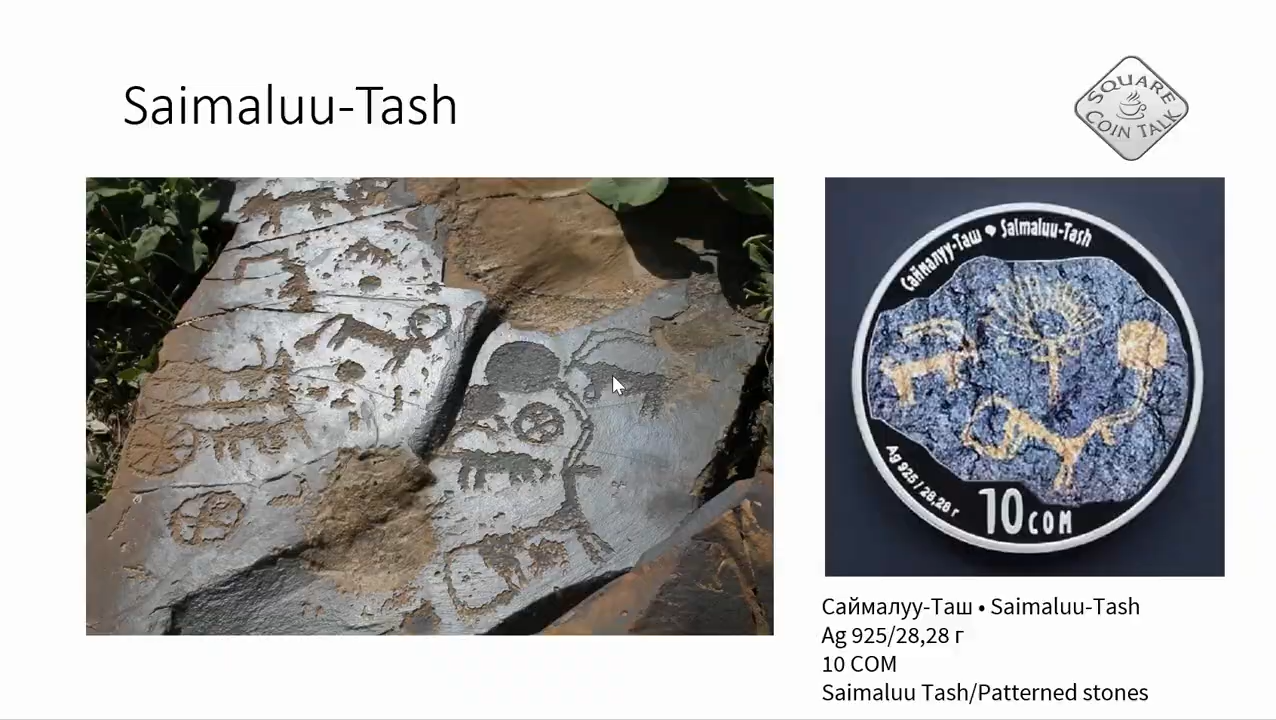 Saimaluu-Tash
SQUARE
COIN TALK
Саймалуу-Таш • Saimaluu-Tash
Ag 925 / 28,28 г
10 СОМ
Саймалуу-Таш • Saimaluu-Tash
Ag 925/28,28 г
10 СОМ
Saimaluu Tash/Patterned stones